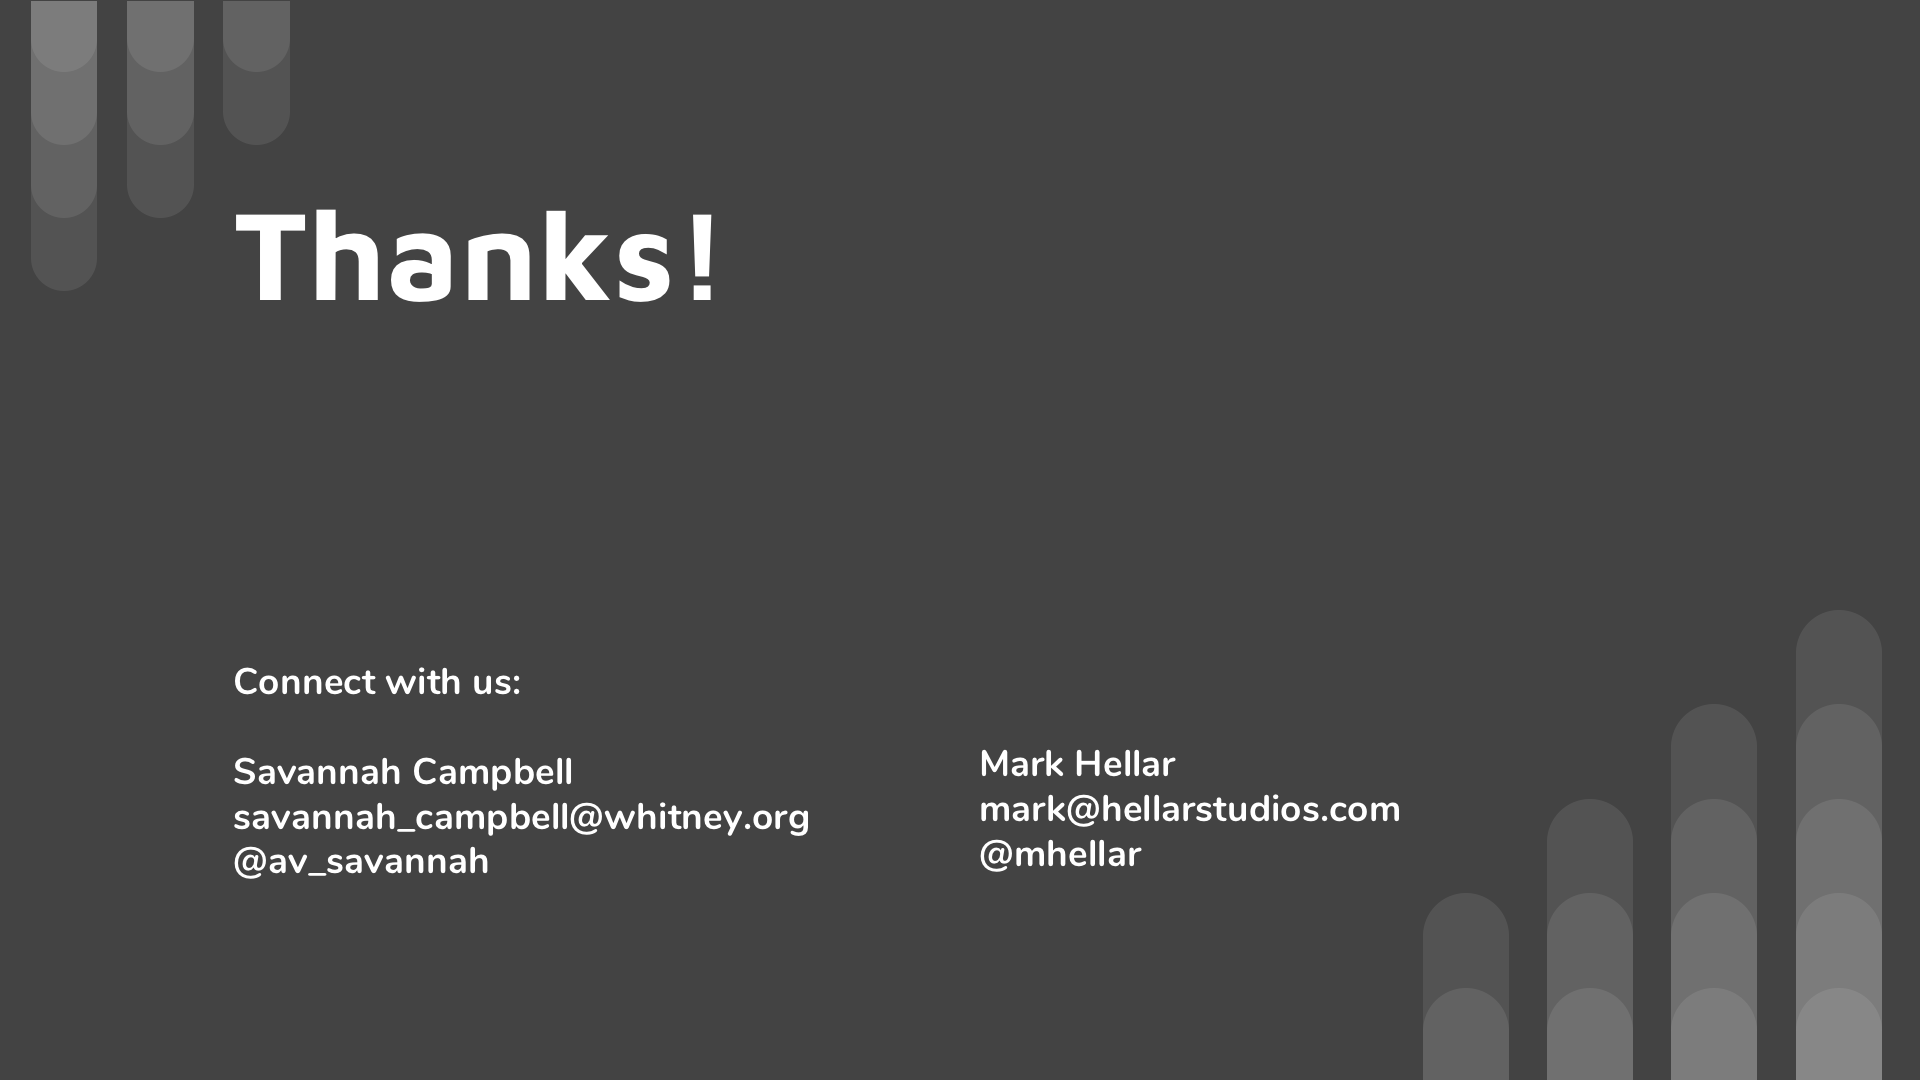 Thanks!
Connect with us:
Savannah Campbell
savannah_campbell@whitney.org
@av_savannah
Mark Hellar
mark@hellarstudios.com
@mhellar